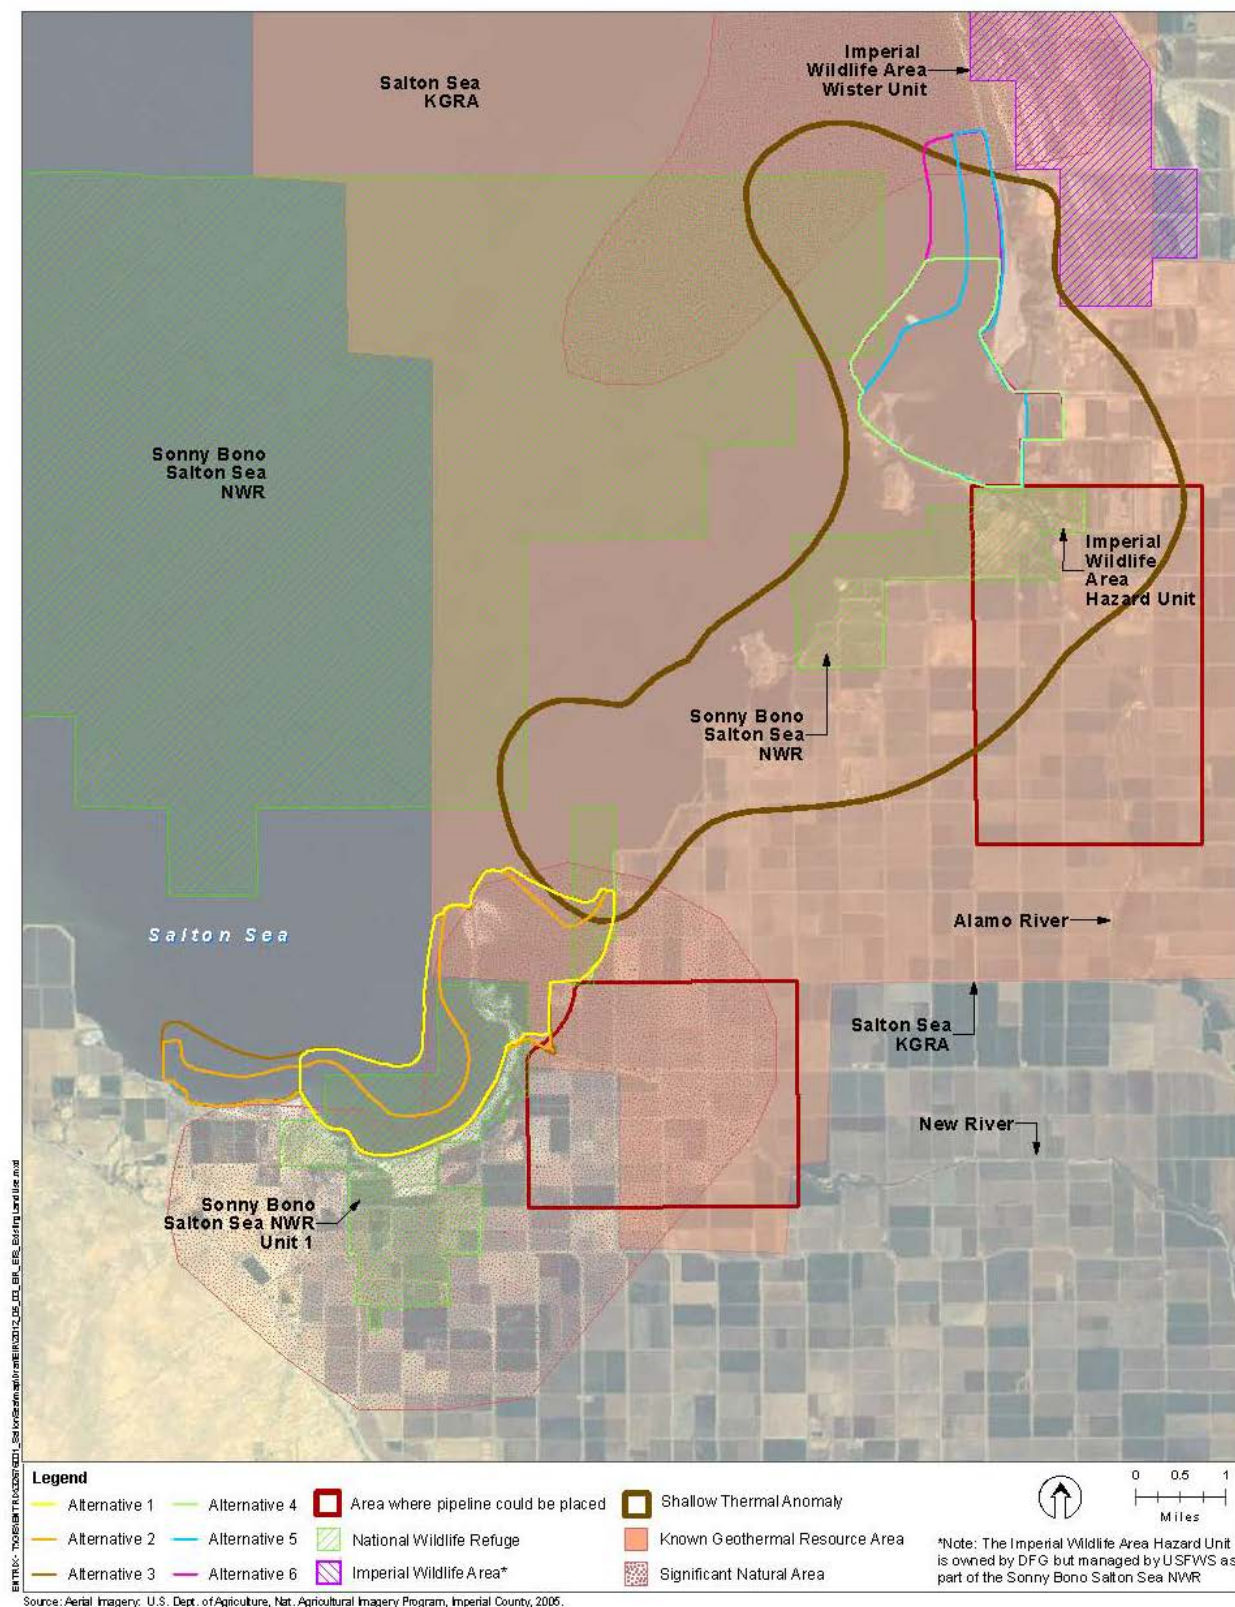 Imperial
Wildlife Area
Wister Unit
Salton Sea
KGRA
Sonny Bono
Salton Sea
NWR
Imperial
Wildlife
Area
Hazard Unit
Sonny Bono
Salton Sea
NWR
Salton Sea
Alamo River
Salton Sea
KGRA
New River
Sonny Bono
Salton Sea NWR
Unit 1
Legend
Alternative 1
Alternative 2
Alternative 3
Alternative 4
Alternative 5
Alternative 6
Area where pipeline could be placed
National Wildlife Refuge
Imperial Wildlife Area*
Shallow Thermal Anomaly
Known Geothermal Resource Area
Significant Natural Area
0 0.5 1
Miles
*Note: The Imperial Wildlife Area Hazard Unit
is owned by DFG but managed by USFWS as
part of the Sonny Bono Salton Sea NWR
Source: Aerial Imagery: U.S. Dept. of Agriculture, Nat. Agricultural Imagery Program, Imperial County, 2005.